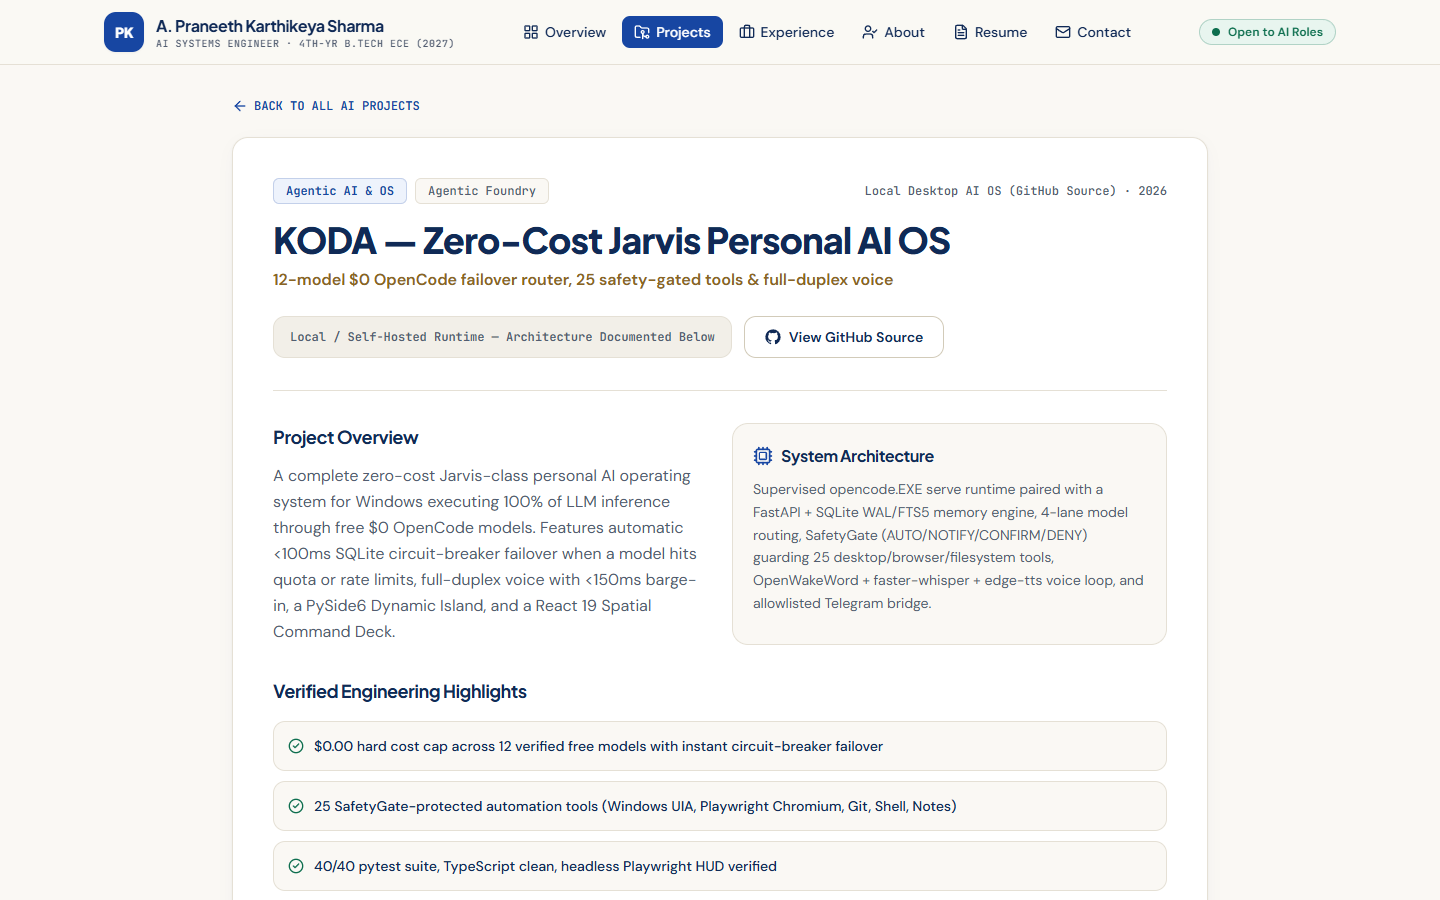 PK
A. Praneeth Karthikeya Sharma
AI SYSTEMS ENGINEER · 4TH-YR B.TECH ECE (2027)
Overview
Projects
Experience
About
Resume
Contact
Open to AI Roles
BACK TO ALL AI PROJECTS
Agentic AI & OS
Agentic Foundry
Local Desktop AI OS (GitHub Source) · 2026
KODA — Zero-Cost Jarvis Personal AI OS
12-model $0 OpenCode failover router, 25 safety-gated tools & full-duplex voice
Local / Self-Hosted Runtime — Architecture Documented Below
View GitHub Source
Project Overview
A complete zero-cost Jarvis-class personal AI operating
system for Windows executing 100% of LLM inference
through free $0 OpenCode models. Features automatic
<100ms SQLite circuit-breaker failover when a model hits
quota or rate limits, full-duplex voice with <150ms barge-
in, a PySide6 Dynamic Island, and a React 19 Spatial
Command Deck.
System Architecture
Supervised opencode.EXE serve runtime paired with a
FastAPI + SQLite WAL/FTS5 memory engine, 4-lane model
routing, SafetyGate (AUTO/NOTIFY/CONFIRM/DENY)
guarding 25 desktop/browser/filesystem tools,
OpenWakeWord + faster-whisper + edge-tts voice loop, and
allowlisted Telegram bridge.
Verified Engineering Highlights
$0.00 hard cost cap across 12 verified free models with instant circuit-breaker failover
25 SafetyGate-protected automation tools (Windows UIA, Playwright Chromium, Git, Shell, Notes)
40/40 pytest suite, TypeScript clean, headless Playwright HUD verified